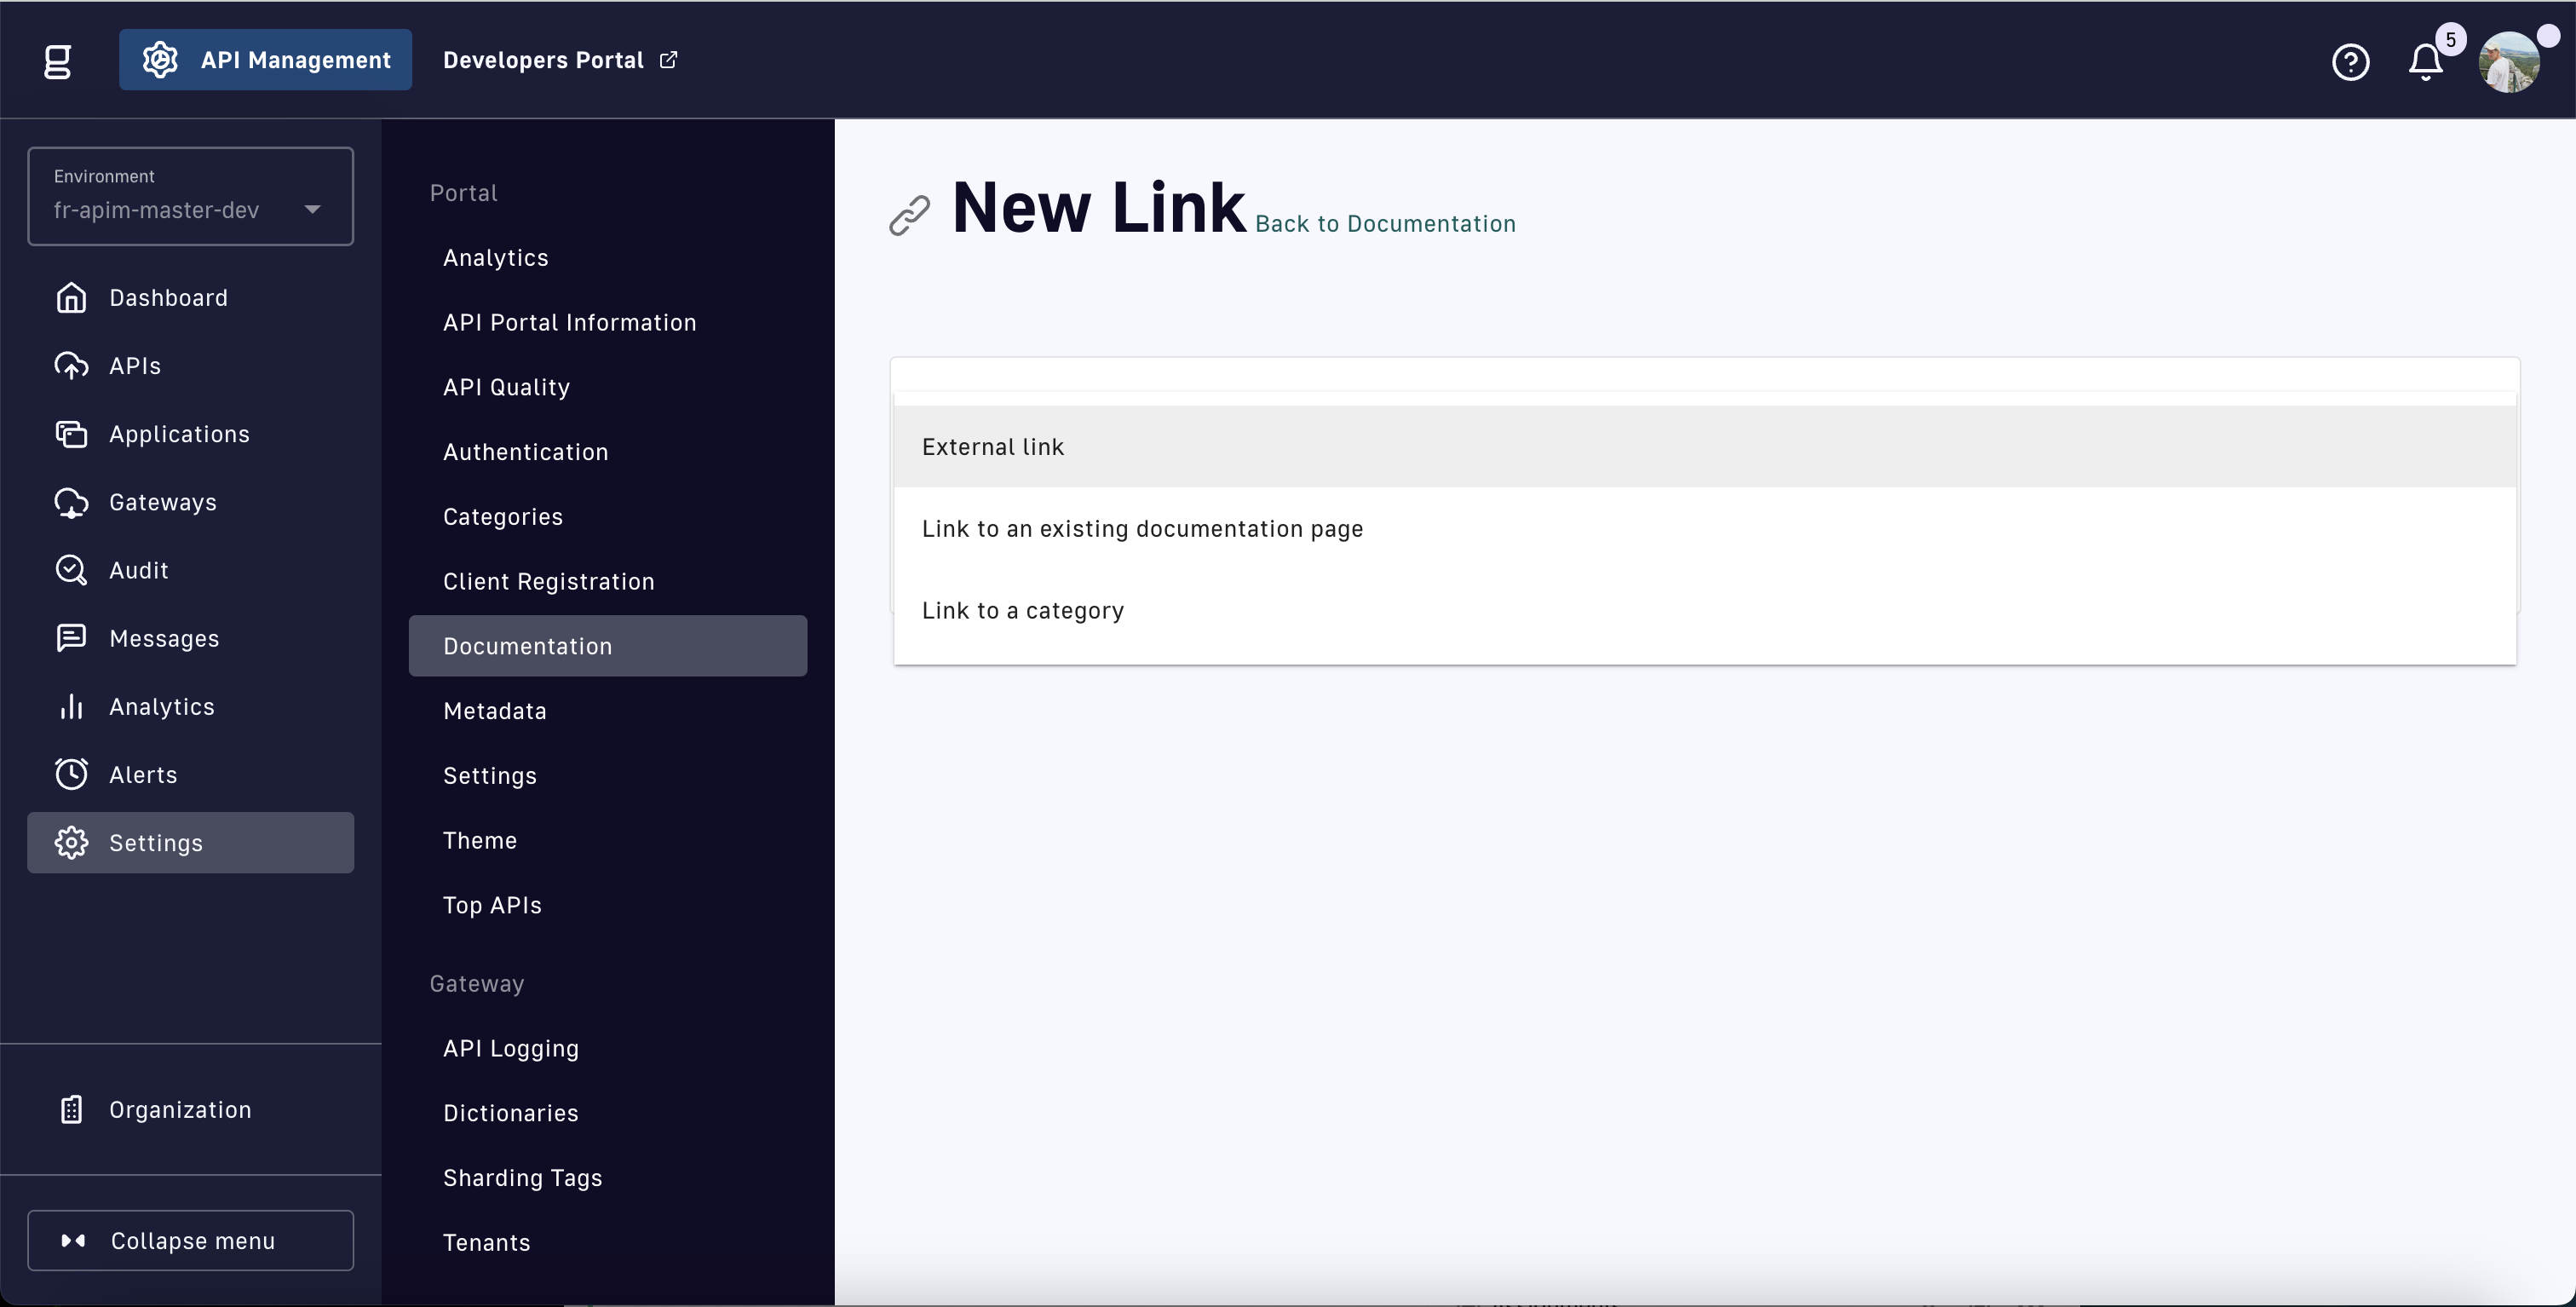 g
API Management
Developers Portal
5
Environment
fr-apim-master-dev
Dashboard
APIs
Applications
Gateways
Audit
Messages
Analytics
Alerts
Settings
Organization
Collapse menu
Portal
Analytics
API Portal Information
API Quality
Authentication
Categories
Client Registration
Documentation
Metadata
Settings
Theme
Top APIs
Gateway
API Logging
Dictionaries
Sharding Tags
Tenants
New Link Back to Documentation
External link
Link to an existing documentation page
Link to a category